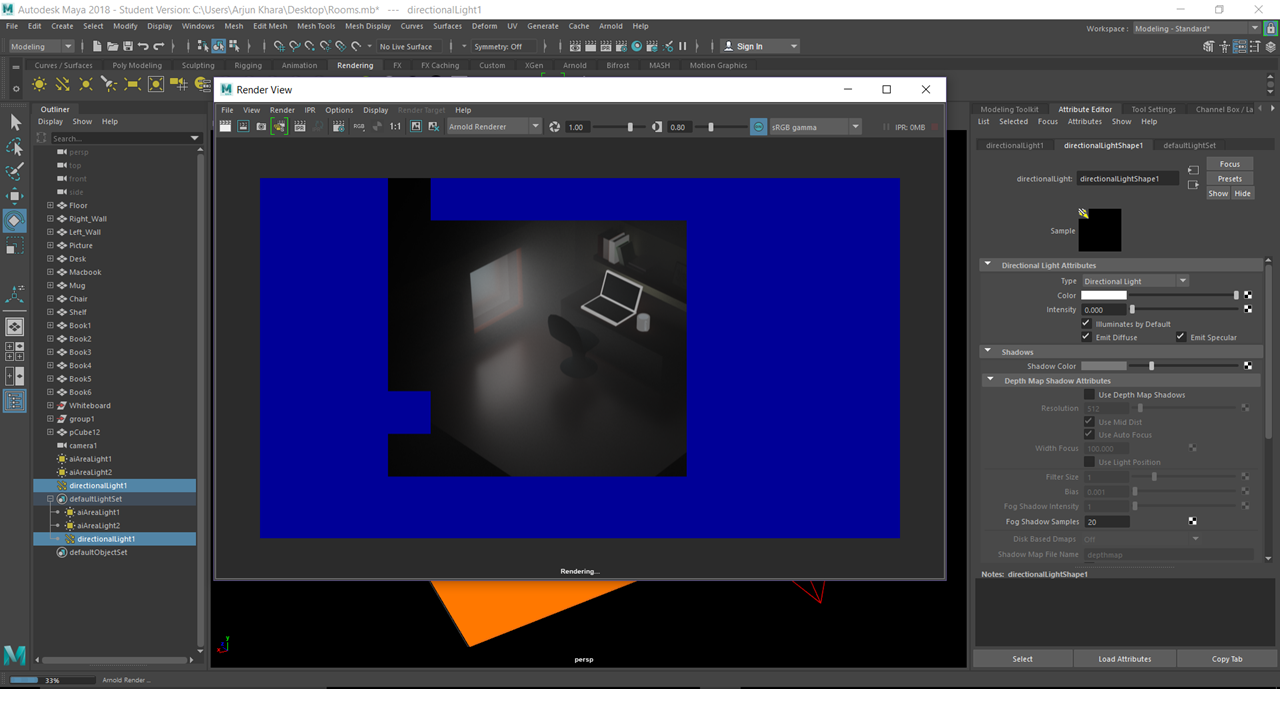 Autodesk Maya 2018 - Student Version: C:\Users\Arjun Khara\Desktop\Rooms.mb* --- directionalLight1
File Edit Create Select Modify Display Windows Mesh Edit Mesh Mesh Tools Mesh Display Curves Surfaces Deform UV Generate Cache Arnold Help
Workspace : Modeling - Standard*
Modeling No Live Surface Symmetry: Off Sign In
Curves / Surfaces Poly Modeling Sculpting Rigging Animation Rendering FX FX Caching Custom XGen Arnold Bifrost MASH Motion Graphics
Outliner
Display Show Help
Search...
persp
top
front
side
Floor
Right_Wall
Left_Wall
Picture
Desk
Macbook
Mug
Chair
Shelf
Book1
Book2
Book3
Book4
Book5
Book6
Whiteboard
group1
pCube12
camera1
aiAreaLight1
aiAreaLight2
directionalLight1
defaultLightSet
aiAreaLight1
aiAreaLight2
directionalLight1
defaultObjectSet
Render View
File View Render IPR Options Display Render Target Help
RGB 1:1 Arnold Renderer 1.00 0.80 sRGB gamma IPR: 0MB
Rendering...
y
persp
Modeling Toolkit Attribute Editor Tool Settings Channel Box / La
List Selected Focus Attributes Show Help
directionalLight1 directionalLightShape1 defaultLightSet
directionalLight: directionalLightShape1
Focus
Presets
Show Hide
Sample
Directional Light Attributes
Type Directional Light
Color
Intensity 0.000
Illuminates by Default
Emit Diffuse Emit Specular
Shadows
Shadow Color
Depth Map Shadow Attributes
Use Depth Map Shadows
Resolution 512
Use Mid Dist
Use Auto Focus
Width Focus 100.000
Use Light Position
Filter Size 1
Bias 0.001
Fog Shadow Intensity 1
Fog Shadow Samples 20
Disk Based Dmaps Off
Shadow Map File Name depthmap
Notes: directionalLightShape1
Select Load Attributes Copy Tab
33% Arnold Render ...